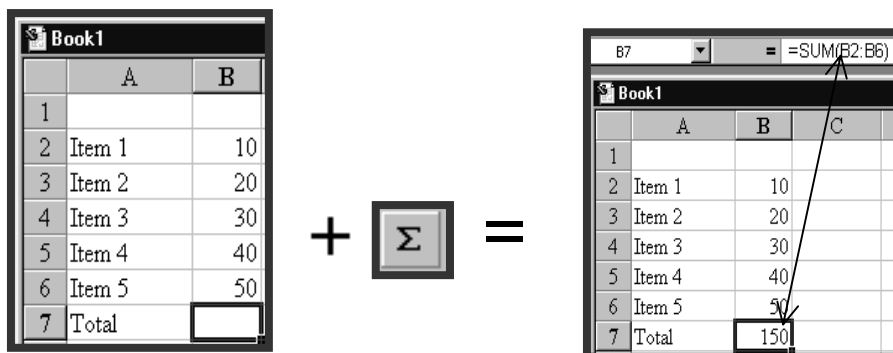 Book1
A B
1
2 Item 1 10
3 Item 2 20
4 Item 3 30
5 Item 4 40
6 Item 5 50
7 Total
+ Σ =
B7 = =SUM(B2:B6)
Book1
A B C
1
2 Item 1 10
3 Item 2 20
4 Item 3 30
5 Item 4 40
6 Item 5 50
7 Total 150